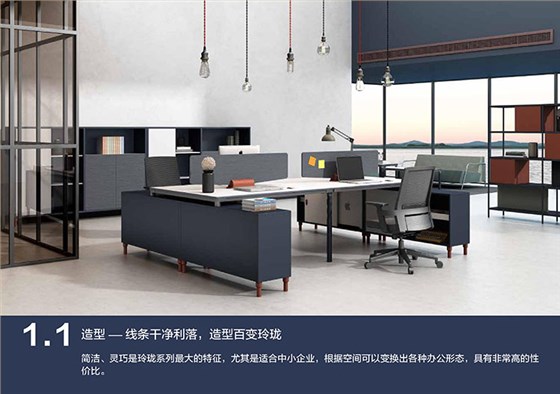 1.1 造型 — 线条干净利落，造型百变玲珑
简洁、灵巧是玲珑系列最大的特征，尤其是适合中小企业，根据空间可以变换出各种办公形态，具有非常高的性
价比。